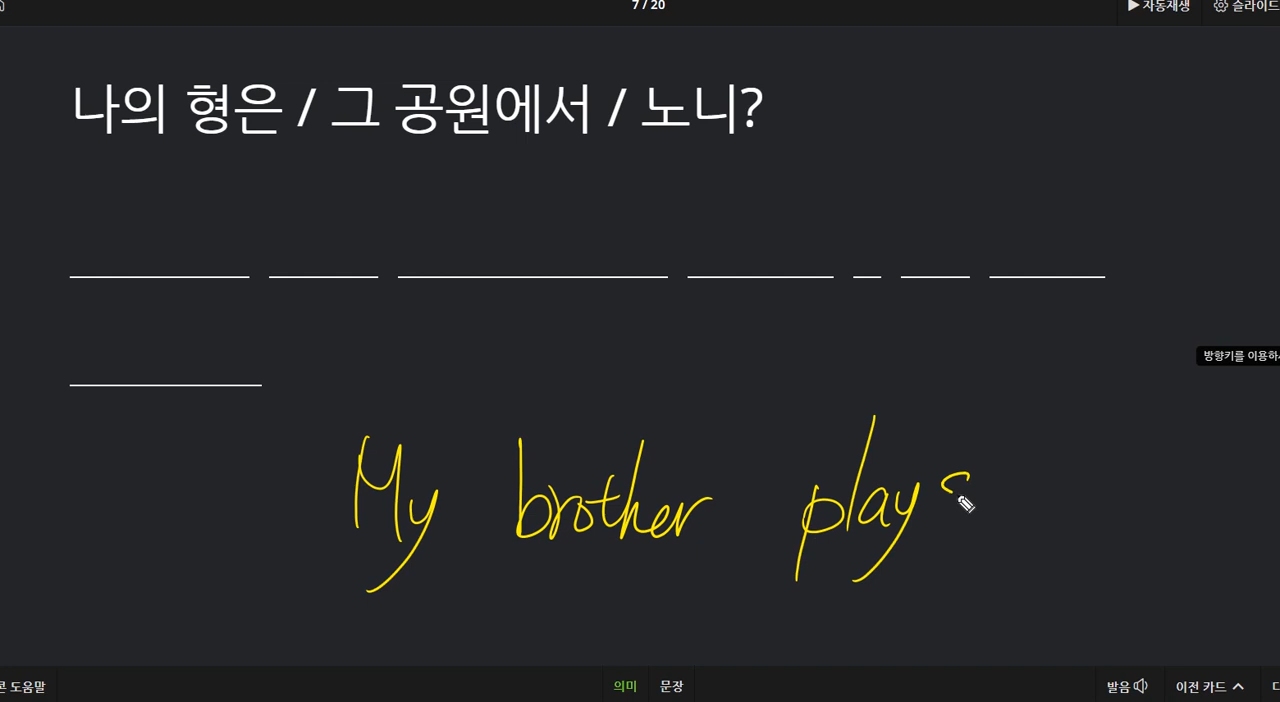 7 / 20
▶ 자동재생
슬라이드
나의 형은 / 그 공원에서 / 노니?
방향키를 이용하
My brother plays
콘 도움말
의미
문장
발음
이전 카드